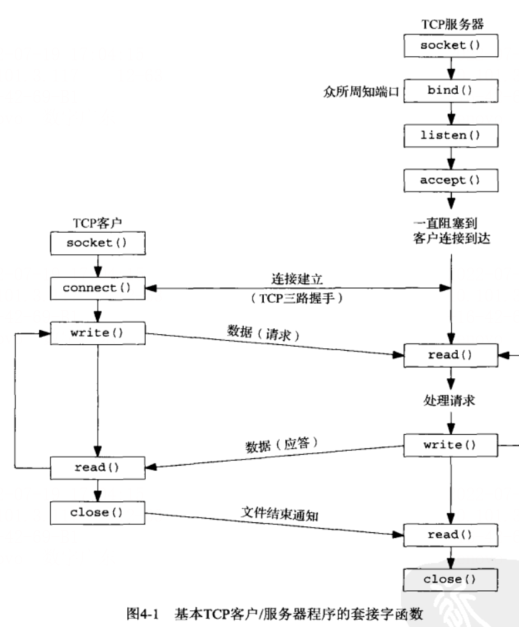 TCP服务器
socket()
众所周知端口
bind()
listen()
accept()
一直阻塞到
客户连接到达
TCP客户
socket()
connect()
连接建立
(TCP三路握手)
write()
数据(请求)
read()
处理请求
数据(应答)
write()
read()
close()
文件结束通知
read()
close()
图4-1 基本TCP客户/服务器程序的套接字函数